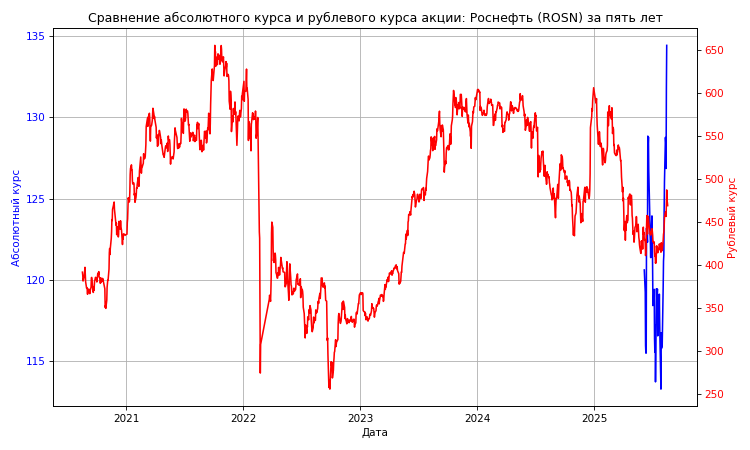 Сравнение абсолютного курса и рублевого курса акции: Роснефть (ROSN) за пять лет
Абсолютный курс
135
130
125
120
115
650
600
550
500
450
400
350
300
250
Рублевый курс
2021 2022 2023 2024 2025
Дата